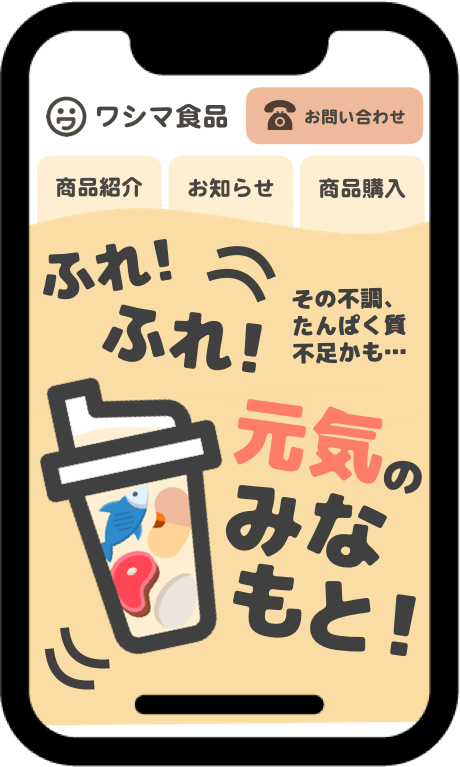 ワシマ食品
お問い合わせ
商品紹介
お知らせ
商品購入
ふれ!
ふれ!
その不調、
たんぱく質
不足かも…
元気の
みな
もと!